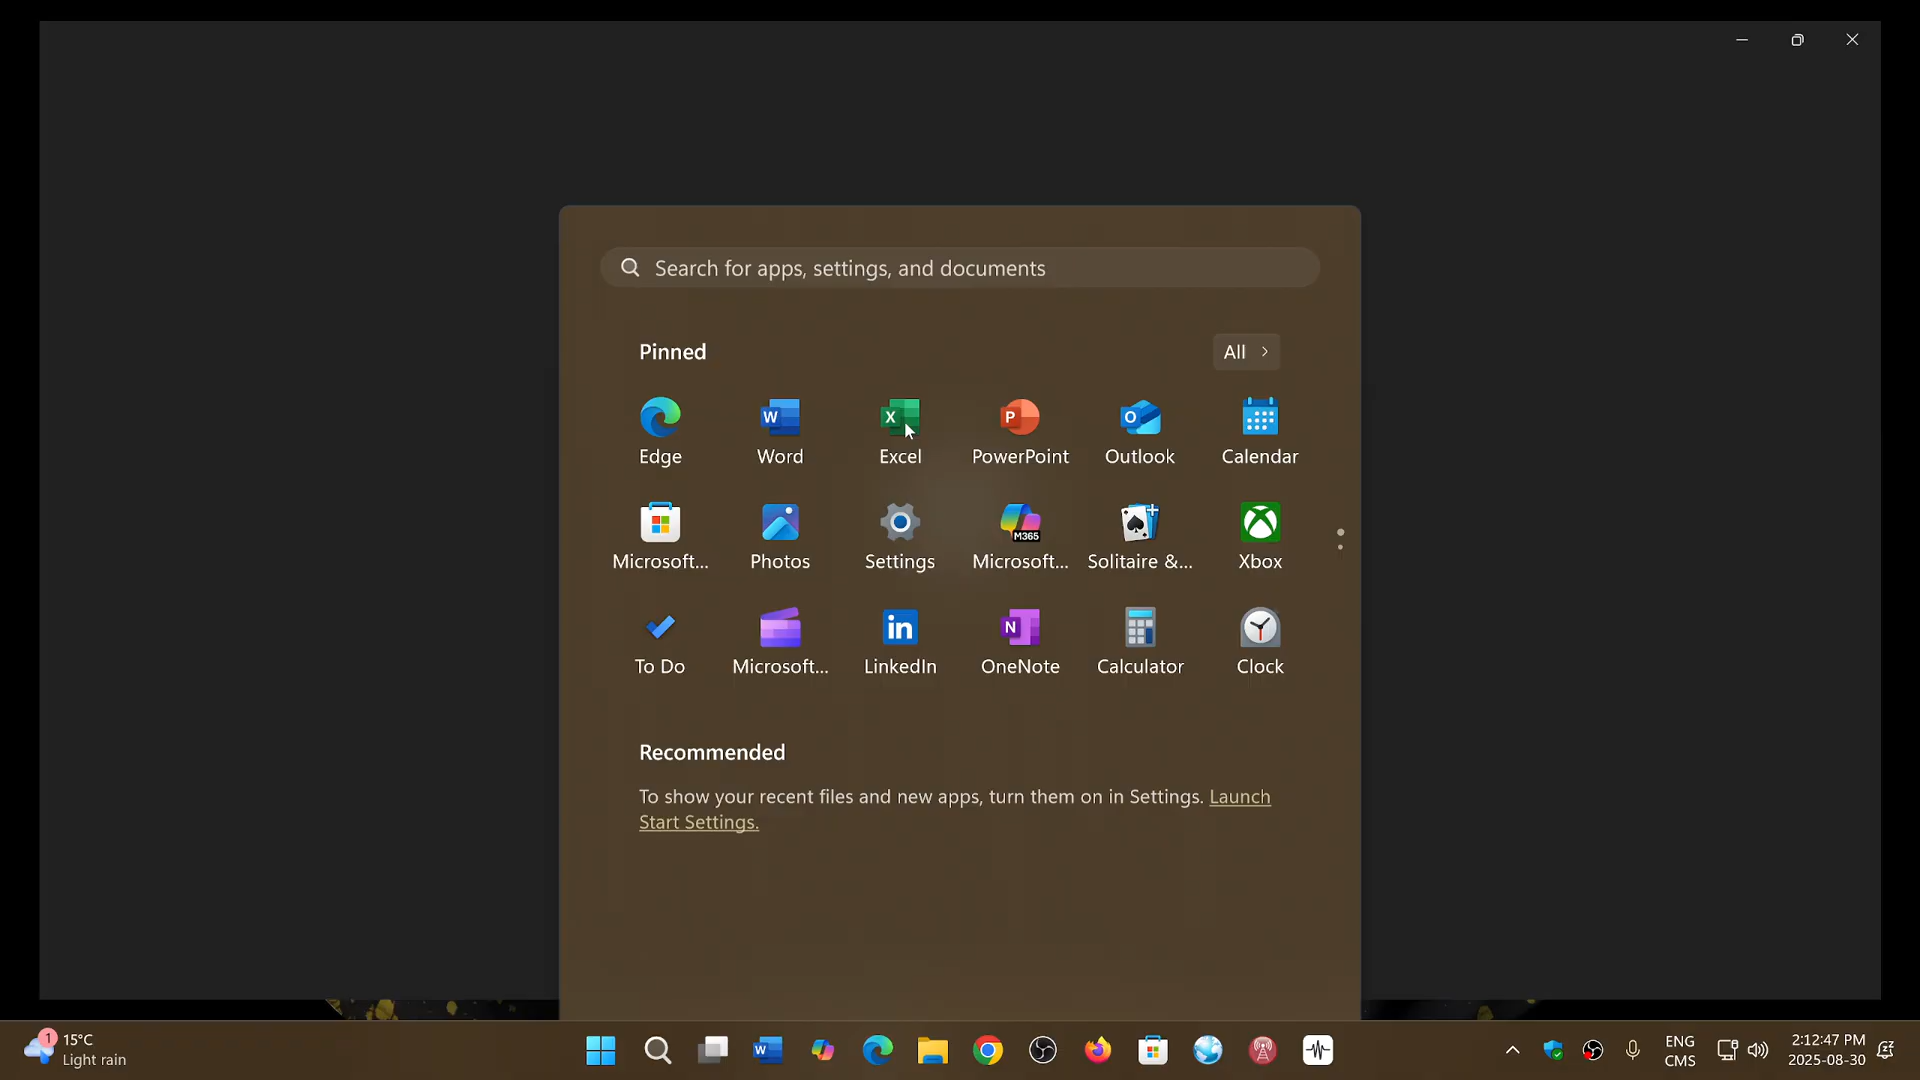 Search for apps, settings, and documents
Pinned
All
Edge
Word
Excel
PowerPoint
Outlook
Calendar
Microsoft...
Photos
Settings
M365
Microsoft...
Solitaire &...
Xbox
To Do
Microsoft...
LinkedIn
OneNote
Calculator
Clock
Recommended
To show your recent files and new apps, turn them on in Settings. Launch
Start Settings.
1
15°C
Light rain
ENG
CMS
2:12:47 PM
2025-08-30